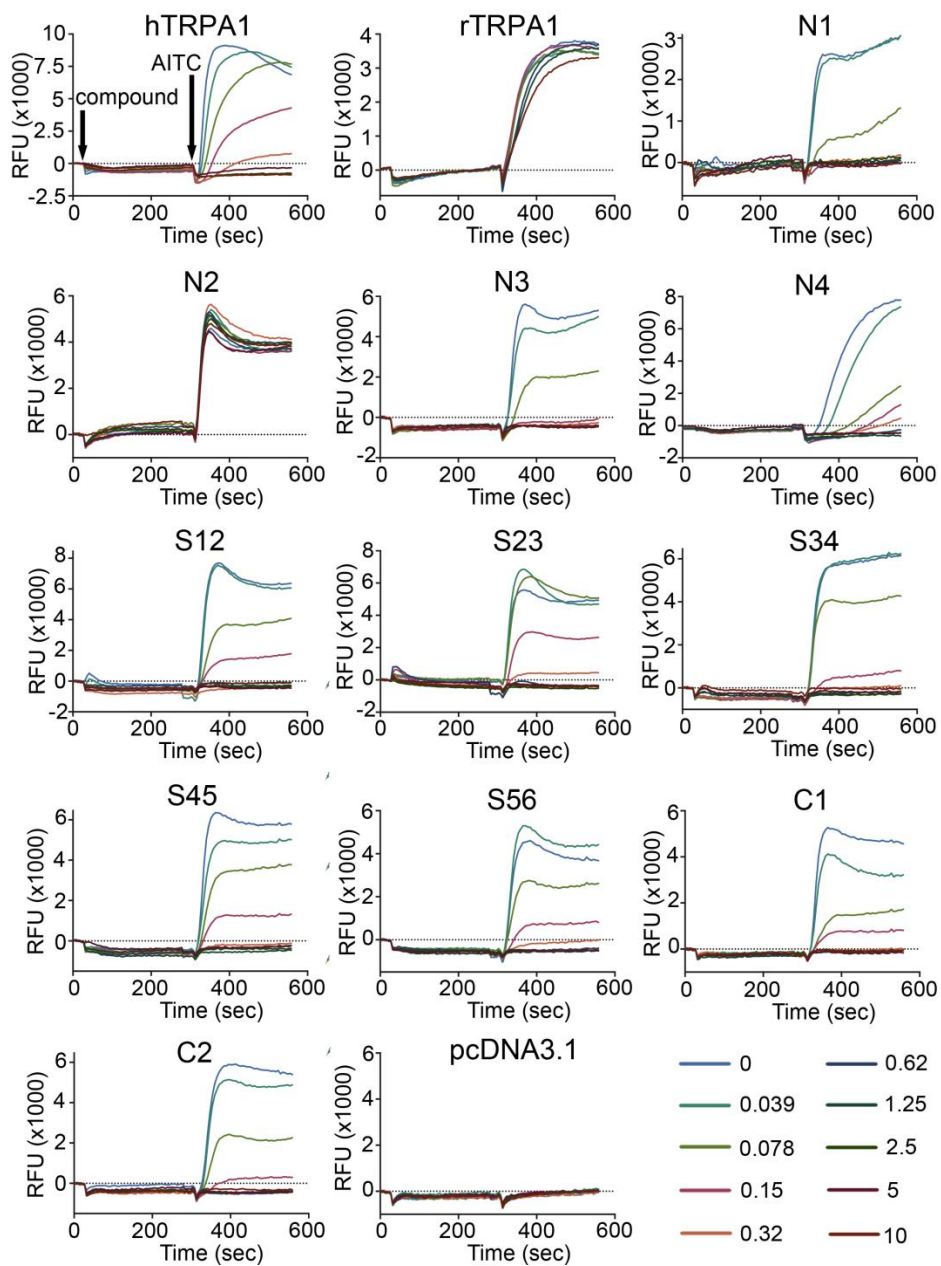 hTRPA1
rTRPA1
N1
RFU (x1000)
10
7.5
5
2.5
0
-2.5
compound
AITC
0 200 400 600
Time (sec)
RFU (x1000)
4
2
0
0 200 400 600
Time (sec)
RFU (x1000)
3
2
1
0
-1
0 200 400 600
Time (sec)
N2
N3
N4
RFU (x1000)
6
4
2
0
0 200 400 600
Time (sec)
RFU (x1000)
6
4
2
0
-2
0 200 400 600
Time (sec)
RFU (x1000)
8
6
4
2
0
-2
0 200 400 600
Time (sec)
S12
S23
S34
RFU (x1000)
8
6
4
2
0
-2
0 200 400 600
Time (sec)
RFU (x1000)
8
6
4
2
0
-2
0 200 400 600
Time (sec)
RFU (x1000)
6
4
2
0
0 200 400 600
Time (sec)
S45
S56
C1
RFU (x1000)
6
4
2
0
0 200 400 600
Time (sec)
RFU (x1000)
6
4
2
0
0 200 400 600
Time (sec)
RFU (x1000)
6
4
2
0
0 200 400 600
Time (sec)
C2
pcDNA3.1
RFU (x1000)
6
4
2
0
0 200 400 600
Time (sec)
RFU (x1000)
6
4
2
0
0 200 400 600
Time (sec)
0 0.62
0.039 1.25
0.078 2.5
0.15 5
0.32 10